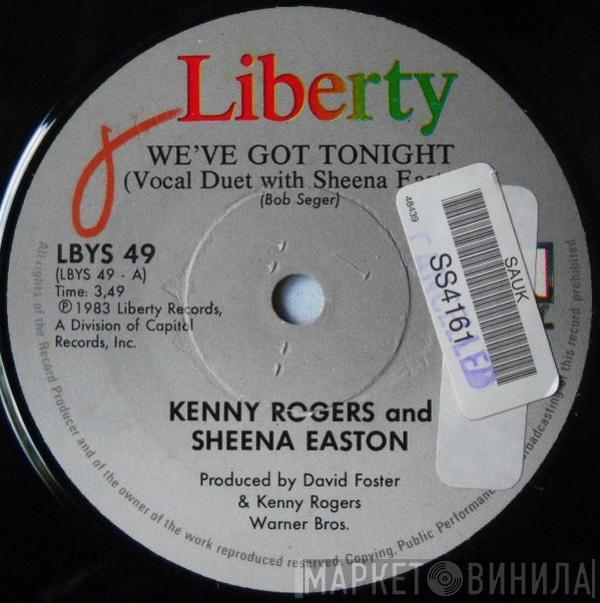 Liberty
WE'VE GOT TONIGHT
(Vocal Duet with Sheena
(Bob Seger)
LBYS 49
(LBYS 49 - A)
Time: 3,49
℗ 1983 Liberty Records,
A Division of Capitol
Records, Inc.
48439
SAUK
SS4161
CANCELLED
KENNY ROGERS and
SHEENA EASTON
Produced by David Foster
& Kenny Rogers
Warner Bros.
All rights of the Record Producer and of the owner of the work reproduced reserved. Copying, Public Performance broadcasting of this record prohibited
МАРКЕТ ВИНИЛА